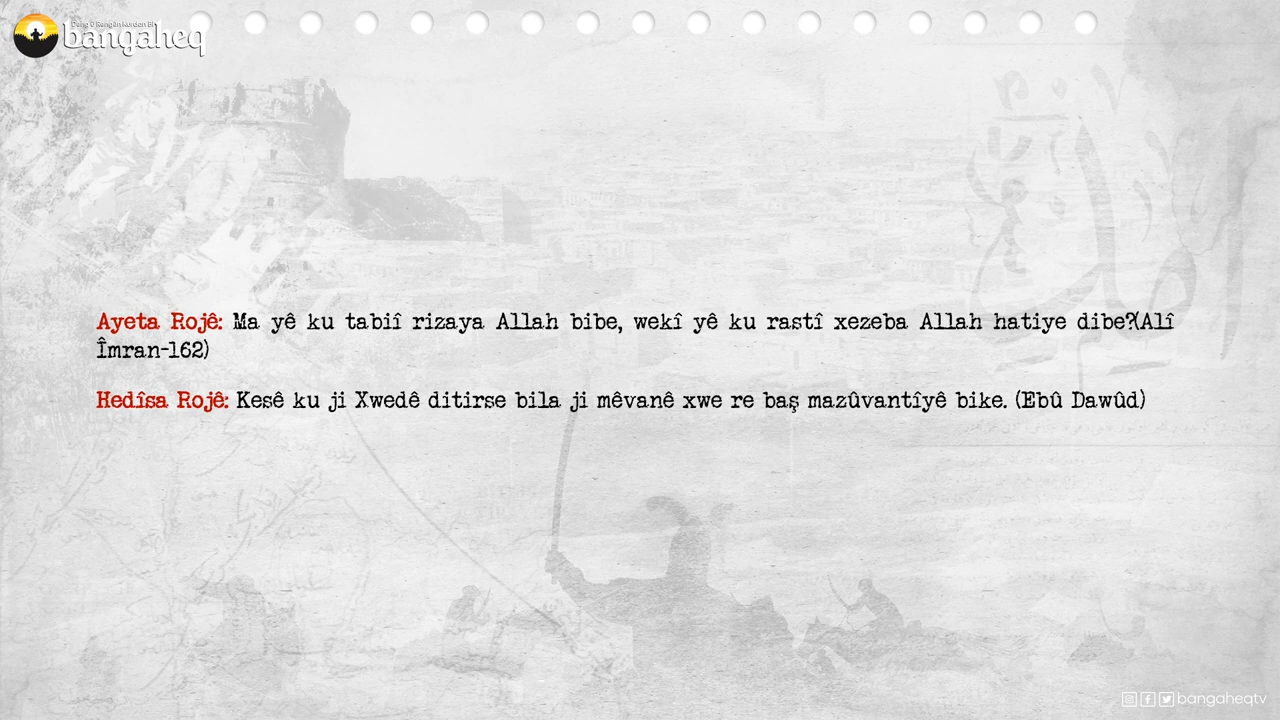 bangaheq
Ayeta Rojê: Ma yê ku tabiî rizaya Allah bibe, wekî yê ku rastî xezeba Allah hatiye dibe?(Alî
Îmran-162)
Hedîsa Rojê: Kesê ku ji Xwedê ditirse bila ji mêvanê xwe re baş mazûvantîyê bike. (Ebû Dawûd)
bangaheqtv